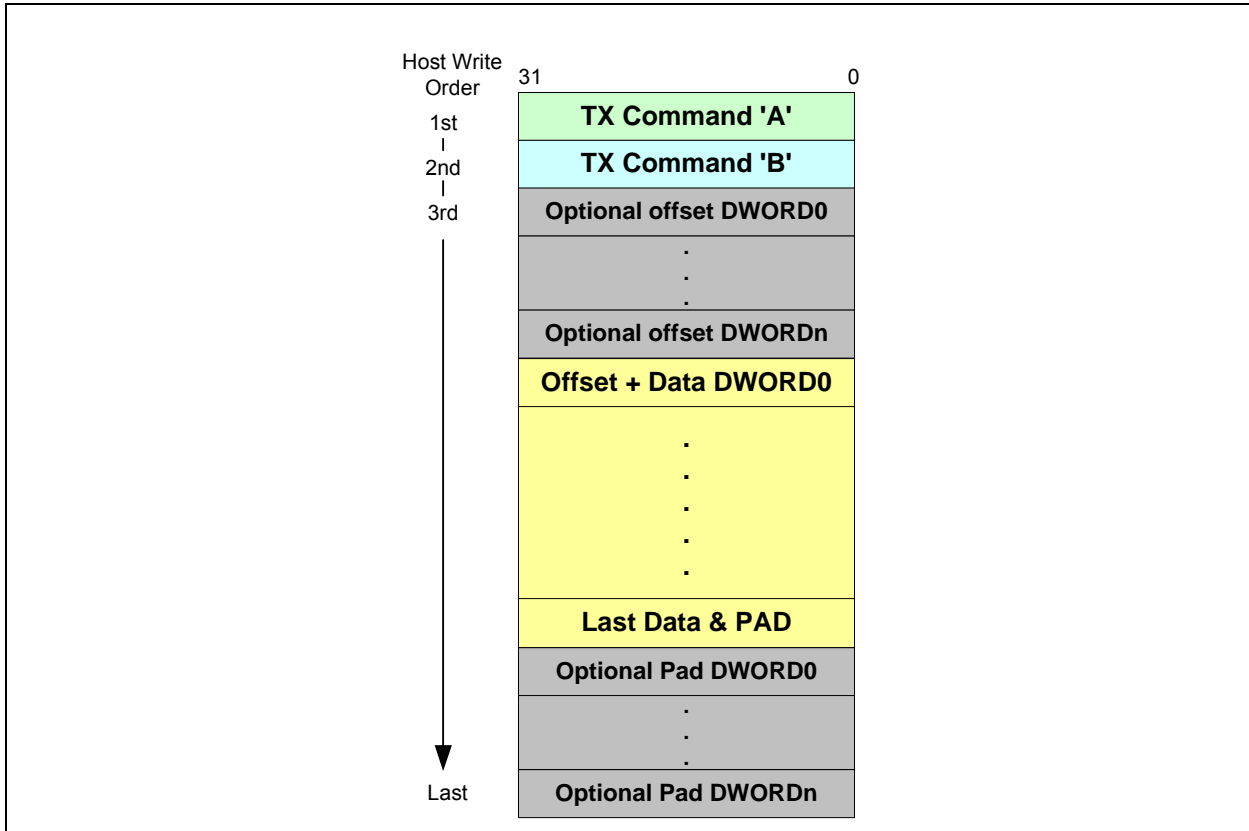 Host Write
Order
31
0
1st
TX Command 'A'
2nd
TX Command 'B'
3rd
Optional offset DWORD0
.
.
.
Optional offset DWORDn
Offset + Data DWORD0
.
.
.
.
.
Last Data & PAD
Optional Pad DWORD0
.
.
.
Last
Optional Pad DWORDn